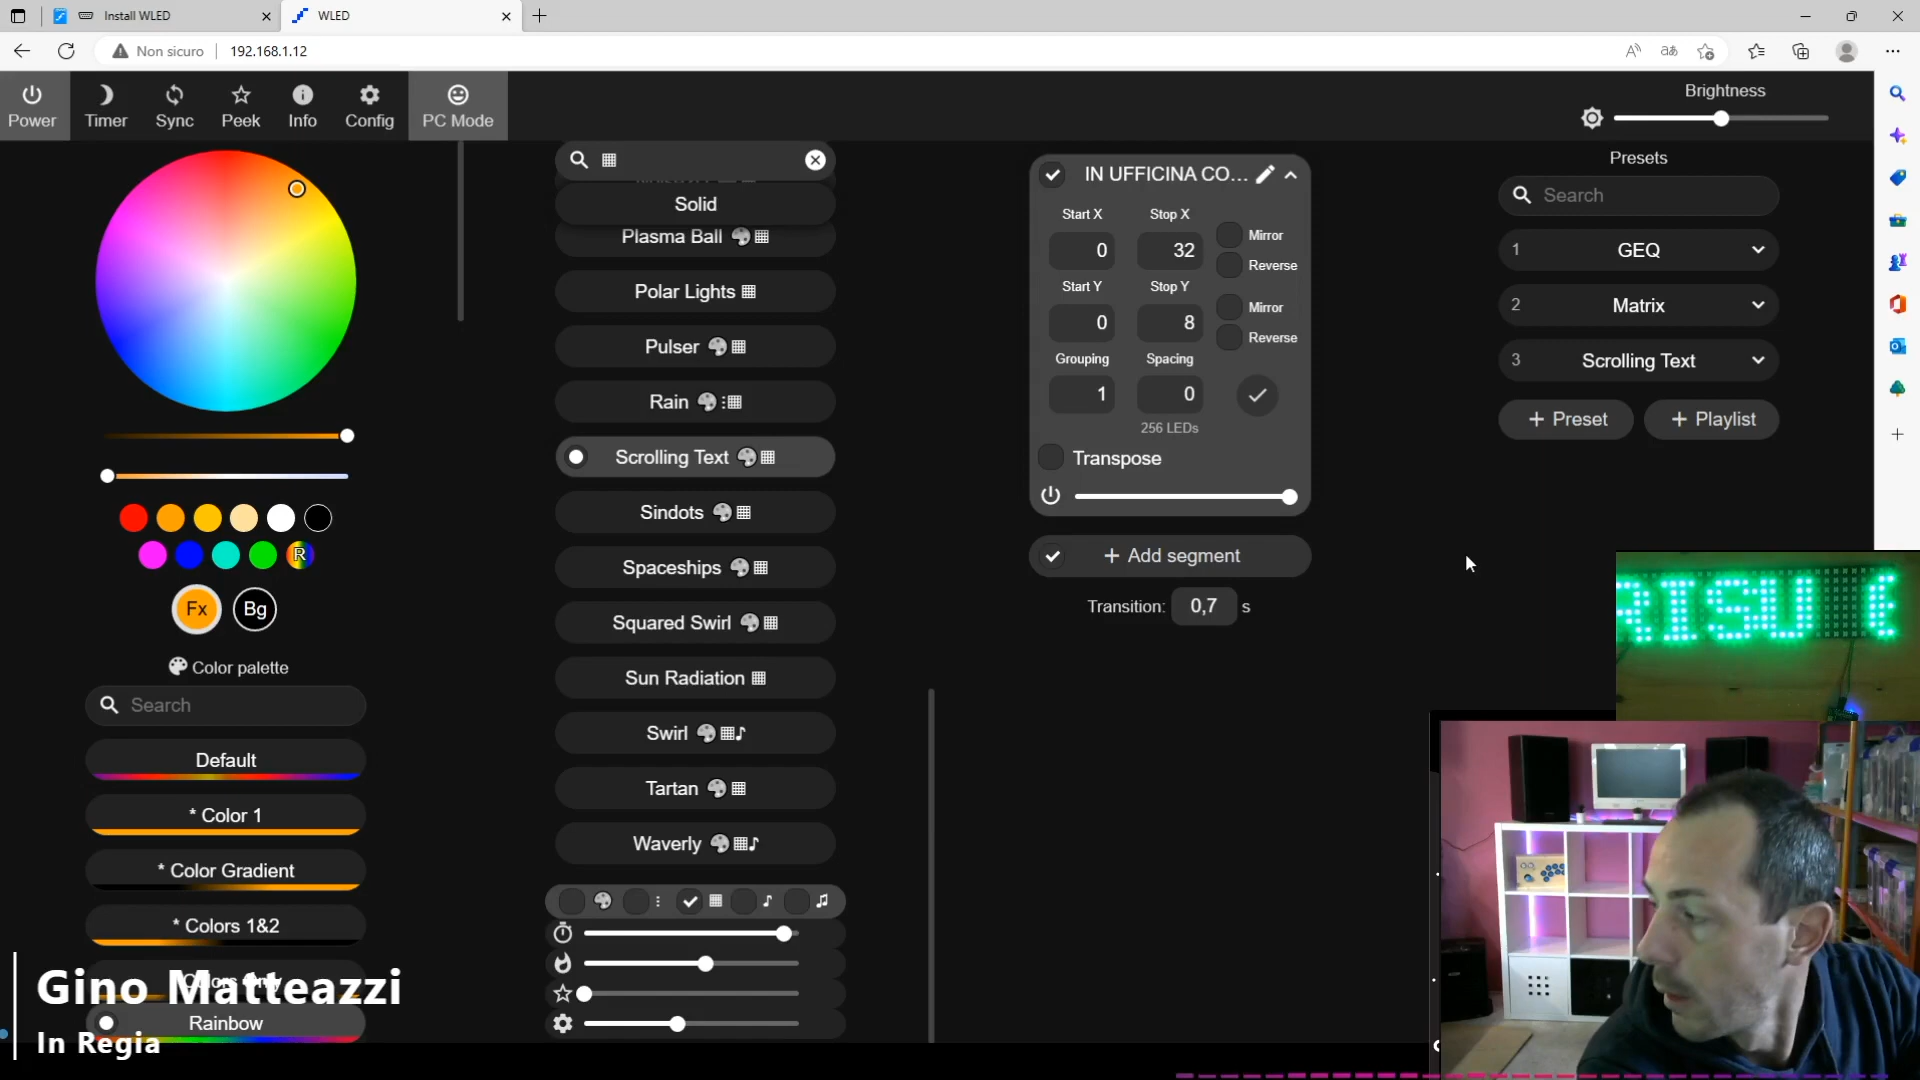 Install WLED
WLED
Non sicuro
192.168.1.12
Power
Timer
Sync
Peek
Info
Config
PC Mode
Brightness
Solid
Plasma Ball
Polar Lights
Pulser
Rain
Scrolling Text
Sindots
Spaceships
Squared Swirl
Sun Radiation
Swirl
Tartan
Waverly
R
Fx
Bg
Color palette
Search
Default
* Color 1
* Color Gradient
* Colors 1&2
Rainbow
Gino Matteazzi
In Regia
IN UFFICINA CO...
Start X
Stop X
0
32
Mirror
Reverse
Start Y
Stop Y
0
8
Mirror
Reverse
Grouping
Spacing
1
0
256 LEDs
Transpose
+ Add segment
Transition: 0,7 s
Presets
Search
1 GEQ
2 Matrix
3 Scrolling Text
+ Preset
+ Playlist
RISU